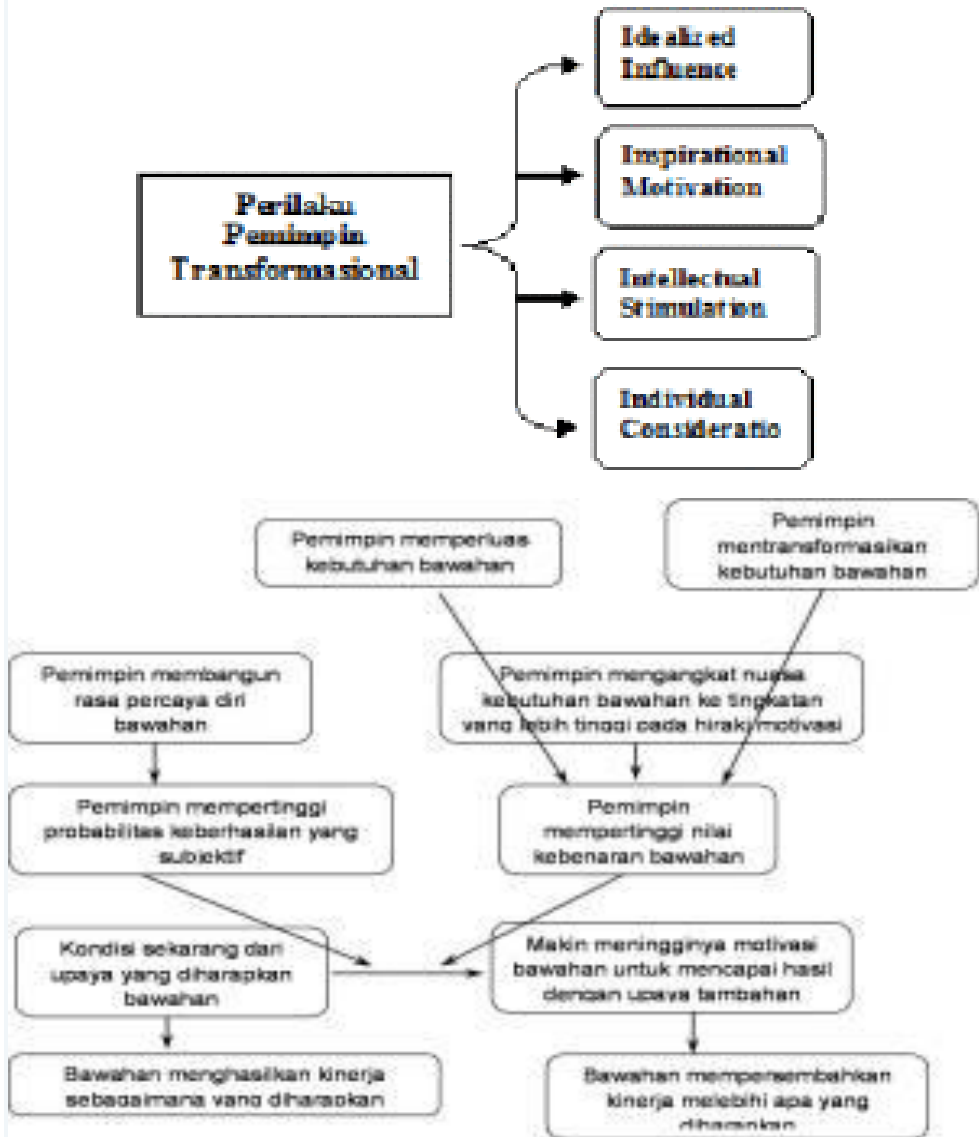 Perilaku
Pemimpin
Transformasional
Idealized
Influence
Inspirational
Motivation
Intellectual
Stimulation
Individual
Consideratio
Pemimpin memperluas
kebutuhan bawahan
Pemimpin
mentransformasikan
kebutuhan bawahan
Pemimpin membangun
rasa percaya diri
bawahan
Pemimpin mengangkat nuasa
kebutuhan bawahan ke tingkatan
yang lebih tinggi pada hiraki motivasi
Pemimpin mempertinggi
probabilitas keberhasilan yang
subjektif
Pemimpin
mempertinggi nilai
kebenaran bawahan
Kondisi sekarang dari
upaya yang diharapkan
bawahan
Makin meningginya motivasi
bawahan untuk mencapai hasil
dengan upaya tambahan
Bawahan menghasilkan kinerja
sebagaimana yang diharapkan
Bawahan mempersembahkan
kinerja melebihi apa yang
diharapkan